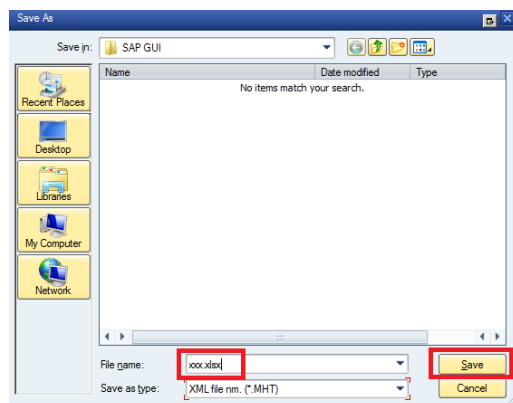 Save As
Save in:
SAP GUI
Name
Date modified
Type
No items match your search.
Recent Places
Desktop
Libraries
My Computer
Network
File name:
xxx.xlsx
Save
Save as type:
XML file nm. (*.MHT)
Cancel